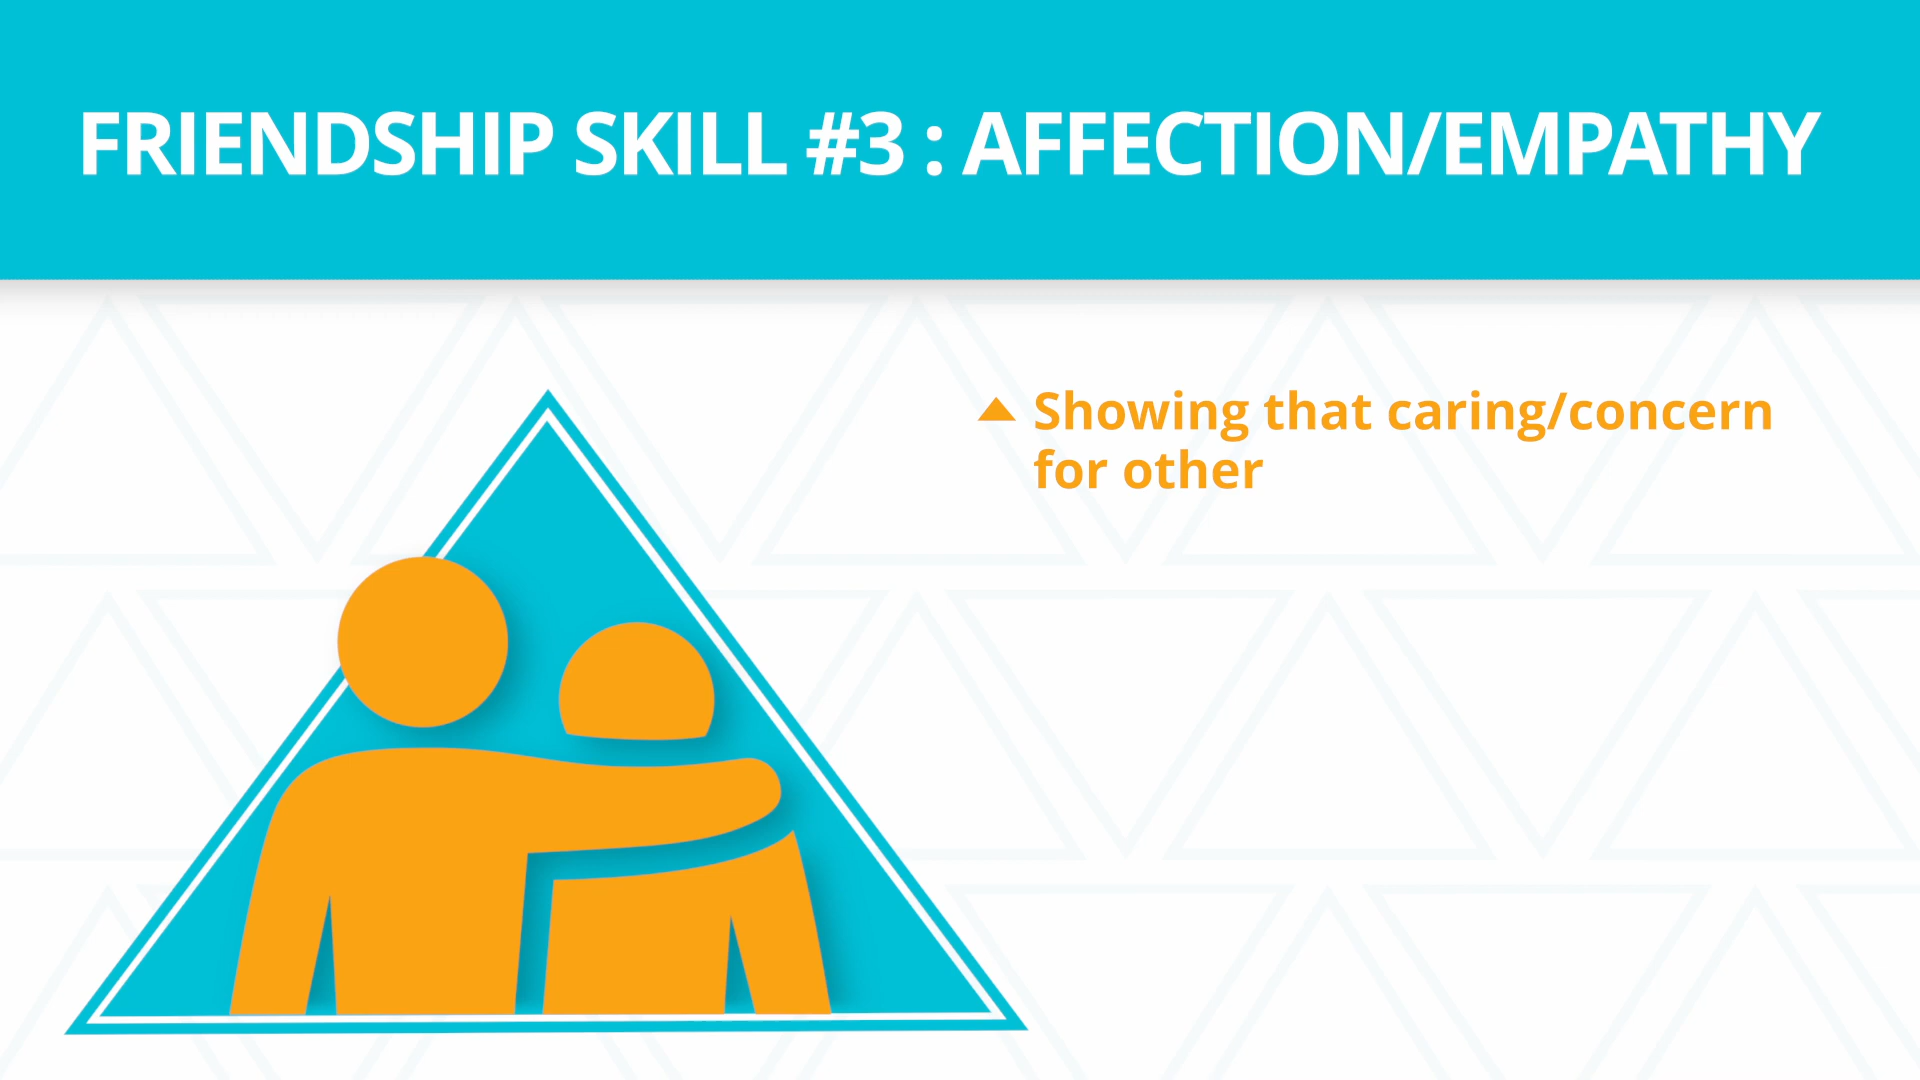 FRIENDSHIP SKILL #3 : AFFECTION/EMPATHY
Showing that caring/concern
for other